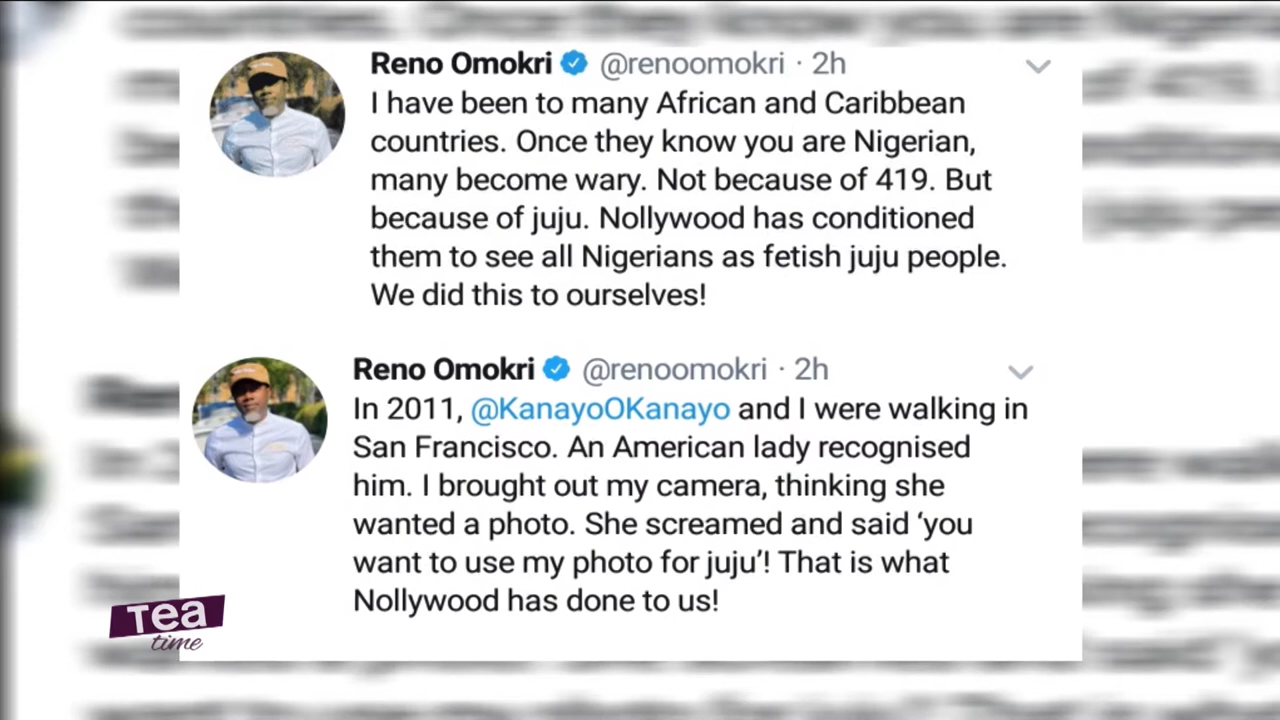 Reno Omokri @renoomokri · 2h
I have been to many African and Caribbean
countries. Once they know you are Nigerian,
many become wary. Not because of 419. But
because of juju. Nollywood has conditioned
them to see all Nigerians as fetish juju people.
We did this to ourselves!
Reno Omokri @renoomokri · 2h
In 2011, @KanayoOKanayo and I were walking in
San Francisco. An American lady recognised
him. I brought out my camera, thinking she
wanted a photo. She screamed and said ‘you
want to use my photo for juju’! That is what
Nollywood has done to us!
Tea
time